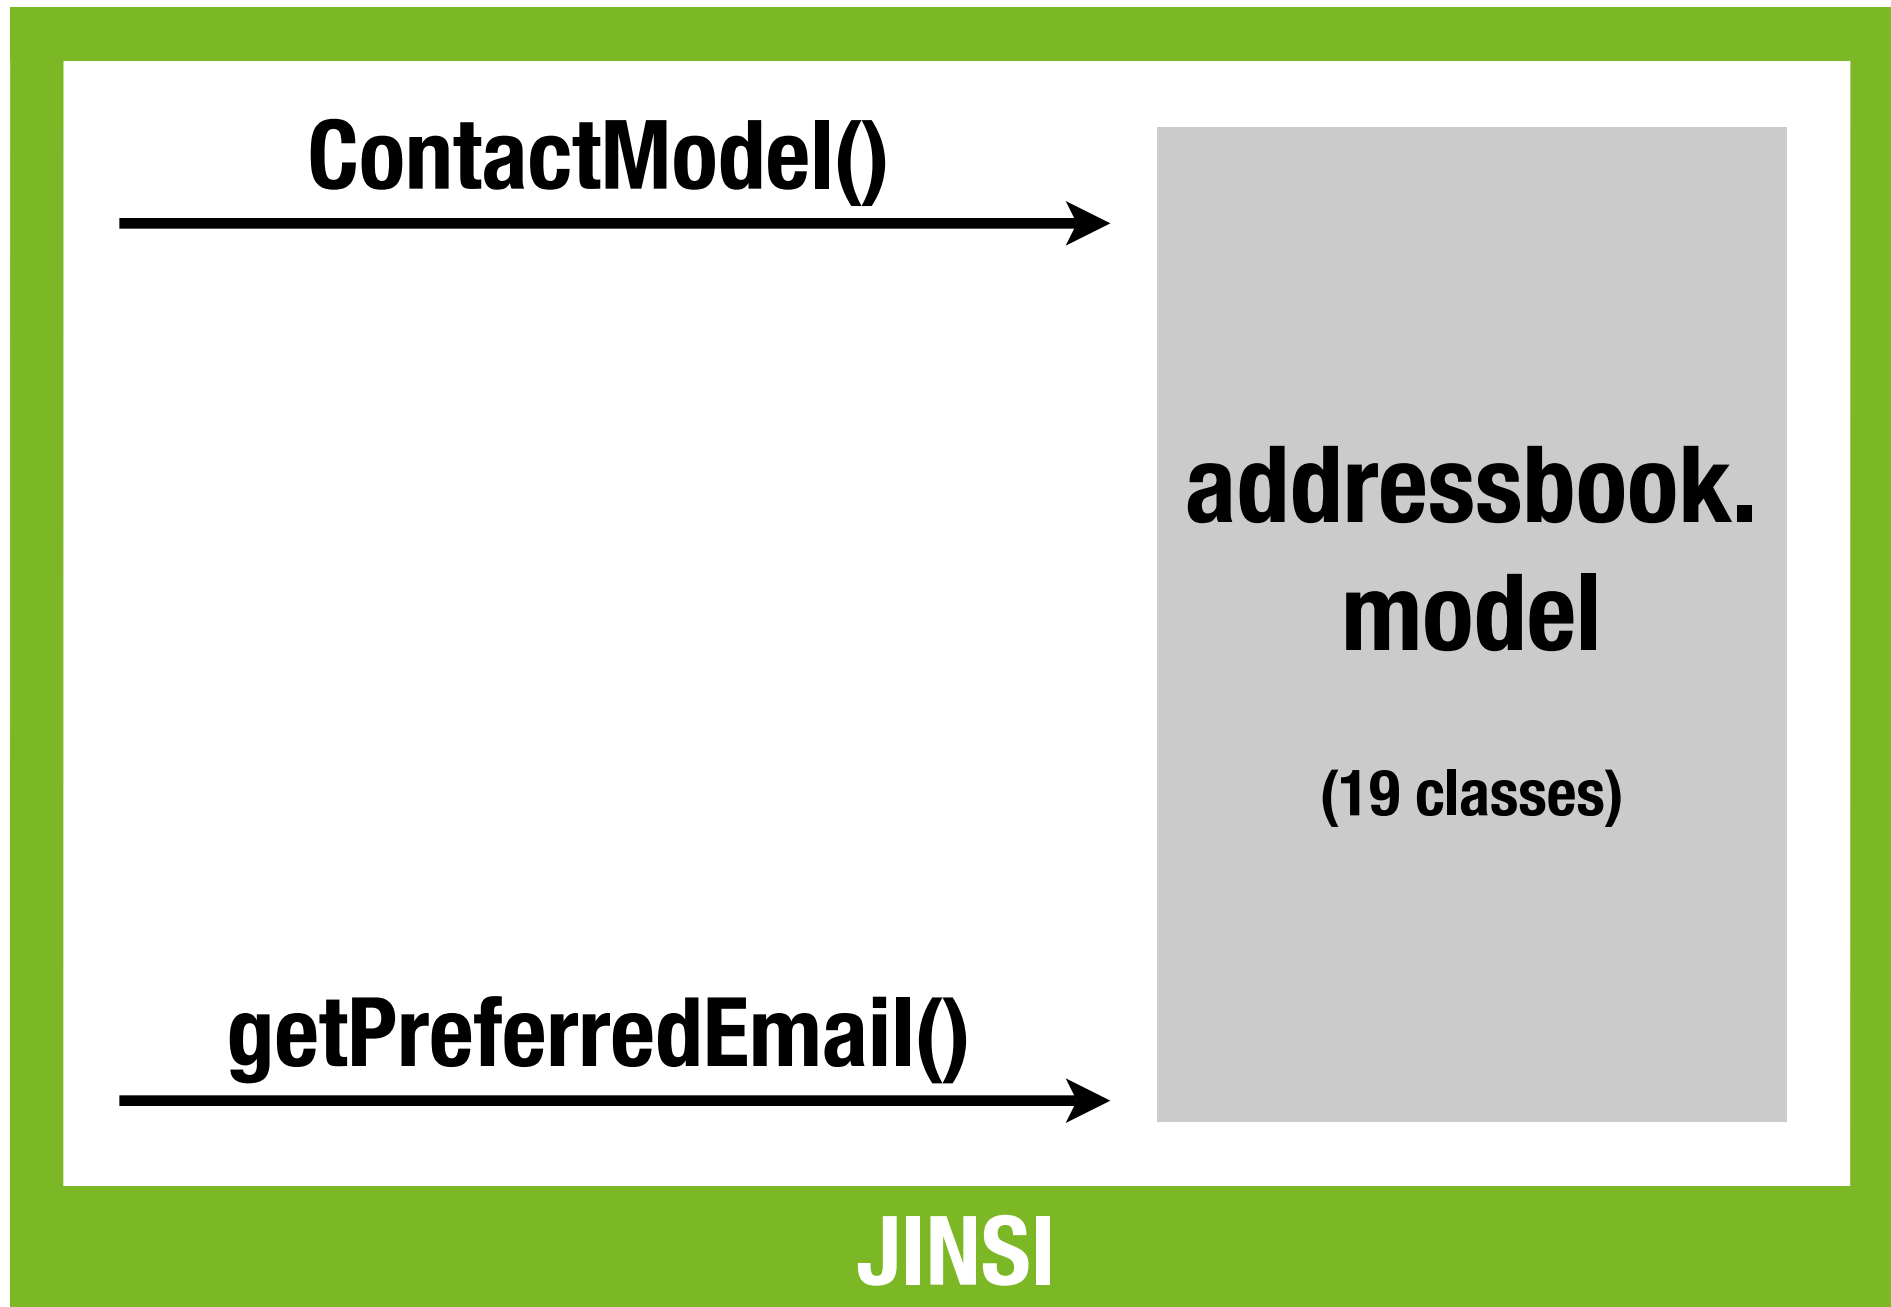 ContactModel()
addressbook.
model
(19 classes)
getPreferredEmail()
JINSI